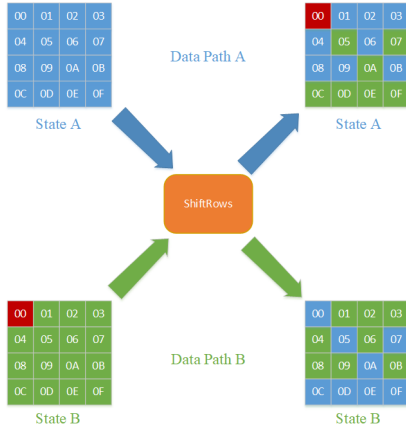 00 01 02 03
04 05 06 07
08 09 0A 0B
0C 0D 0E 0F
State A
Data Path A
00 01 02 03
04 05 06 07
08 09 0A 0B
0C 0D 0E 0F
State A
ShiftRows
00 01 02 03
04 05 06 07
08 09 0A 0B
0C 0D 0E 0F
State B
Data Path B
00 01 02 03
04 05 06 07
08 09 0A 0B
0C 0D 0E 0F
State B